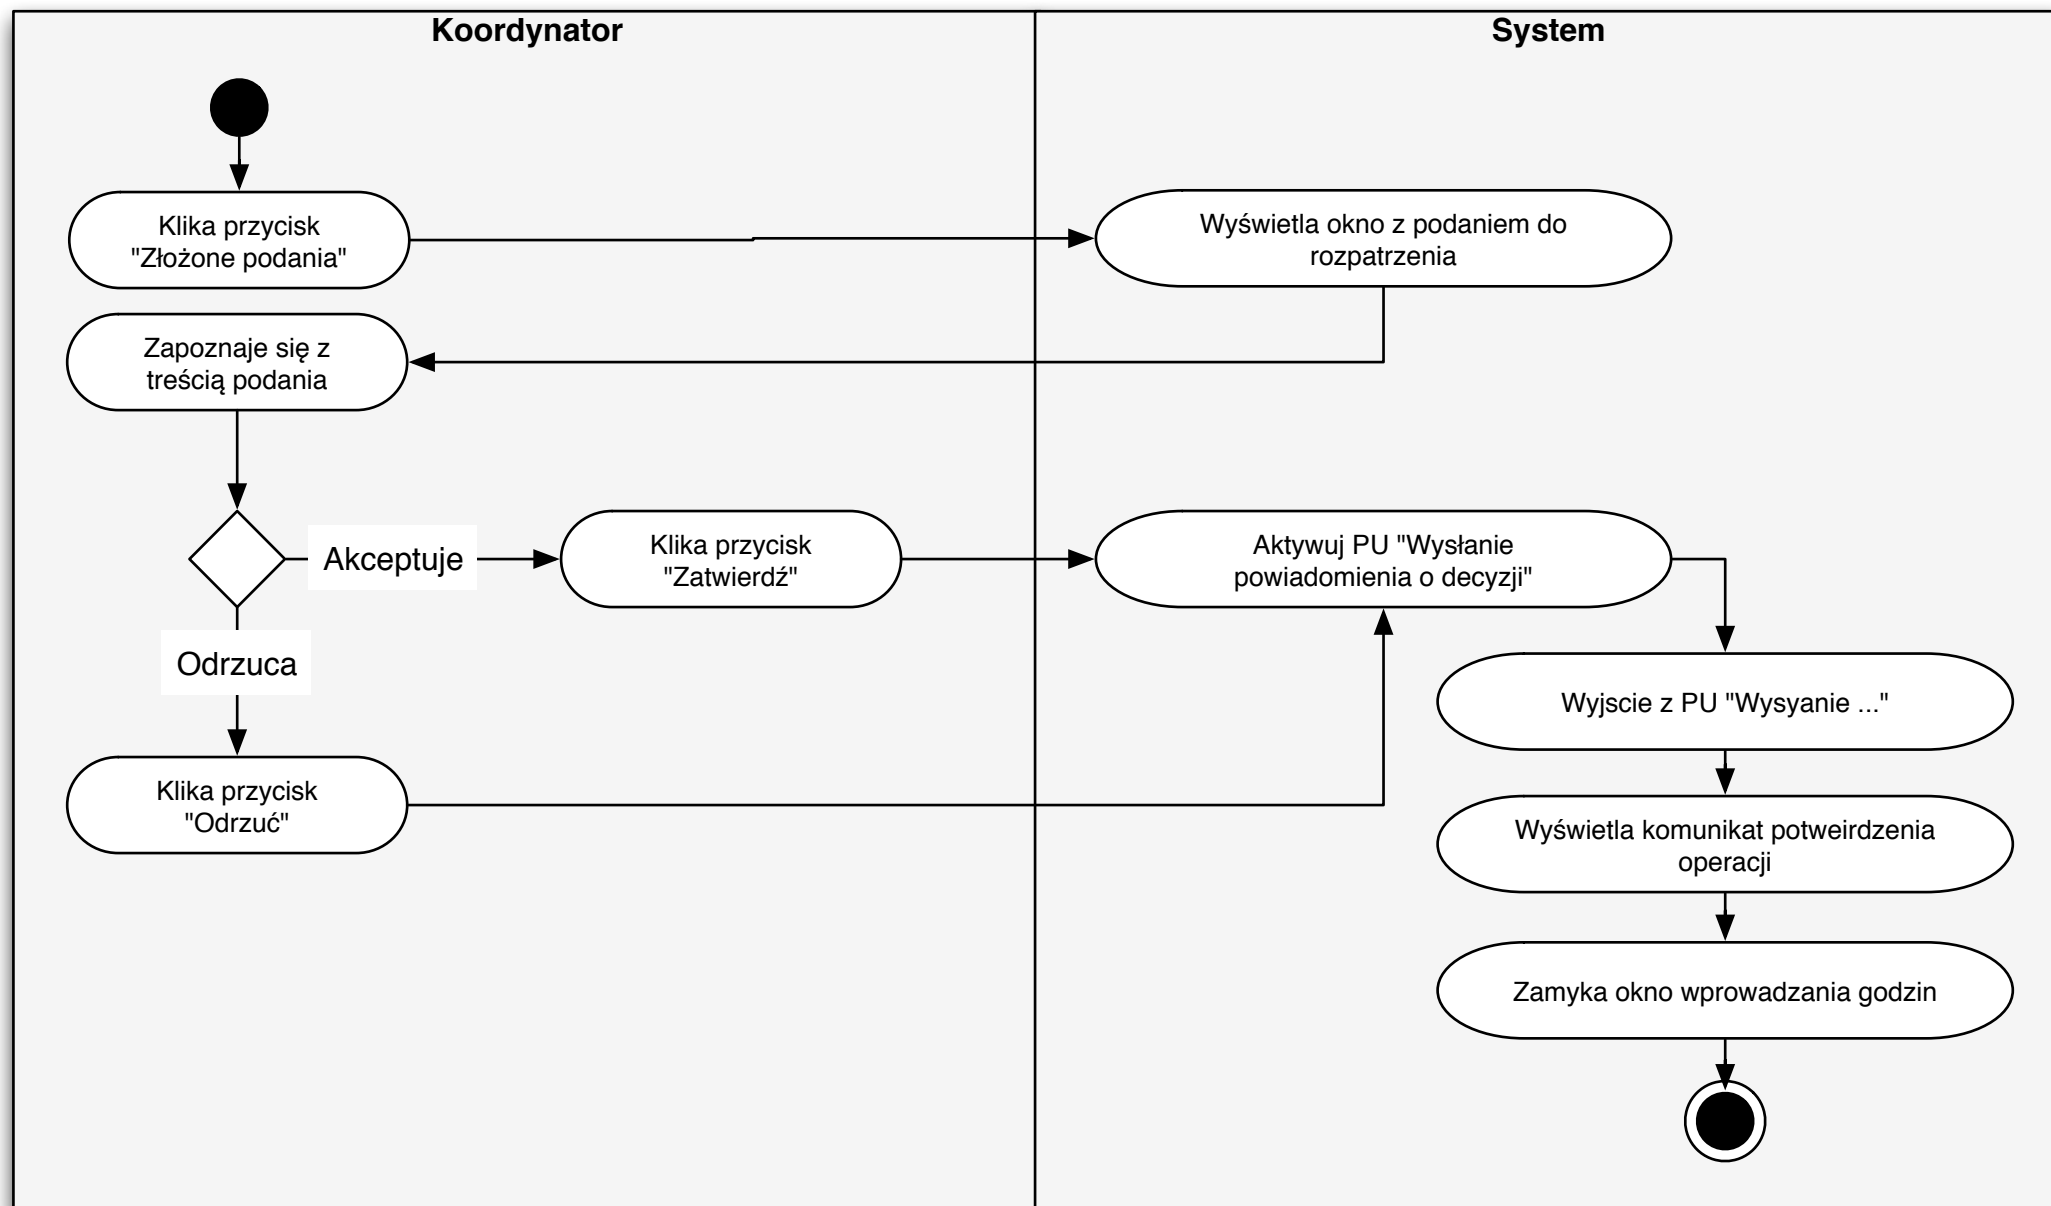 Koordynator
System
Klika przycisk
"Złożone podania"
Wyświetla okno z podaniem do
rozpatrzenia
Zapoznaje się z
treścią podania
Akceptuje
Klika przycisk
"Zatwierdź"
Aktywuj PU "Wysłanie
powiadomienia o decyzji"
Odrzuca
Wyjscie z PU "Wysyanie ..."
Klika przycisk
"Odrzuć"
Wyświetla komunikat potweirdzenia
operacji
Zamyka okno wprowadzania godzin